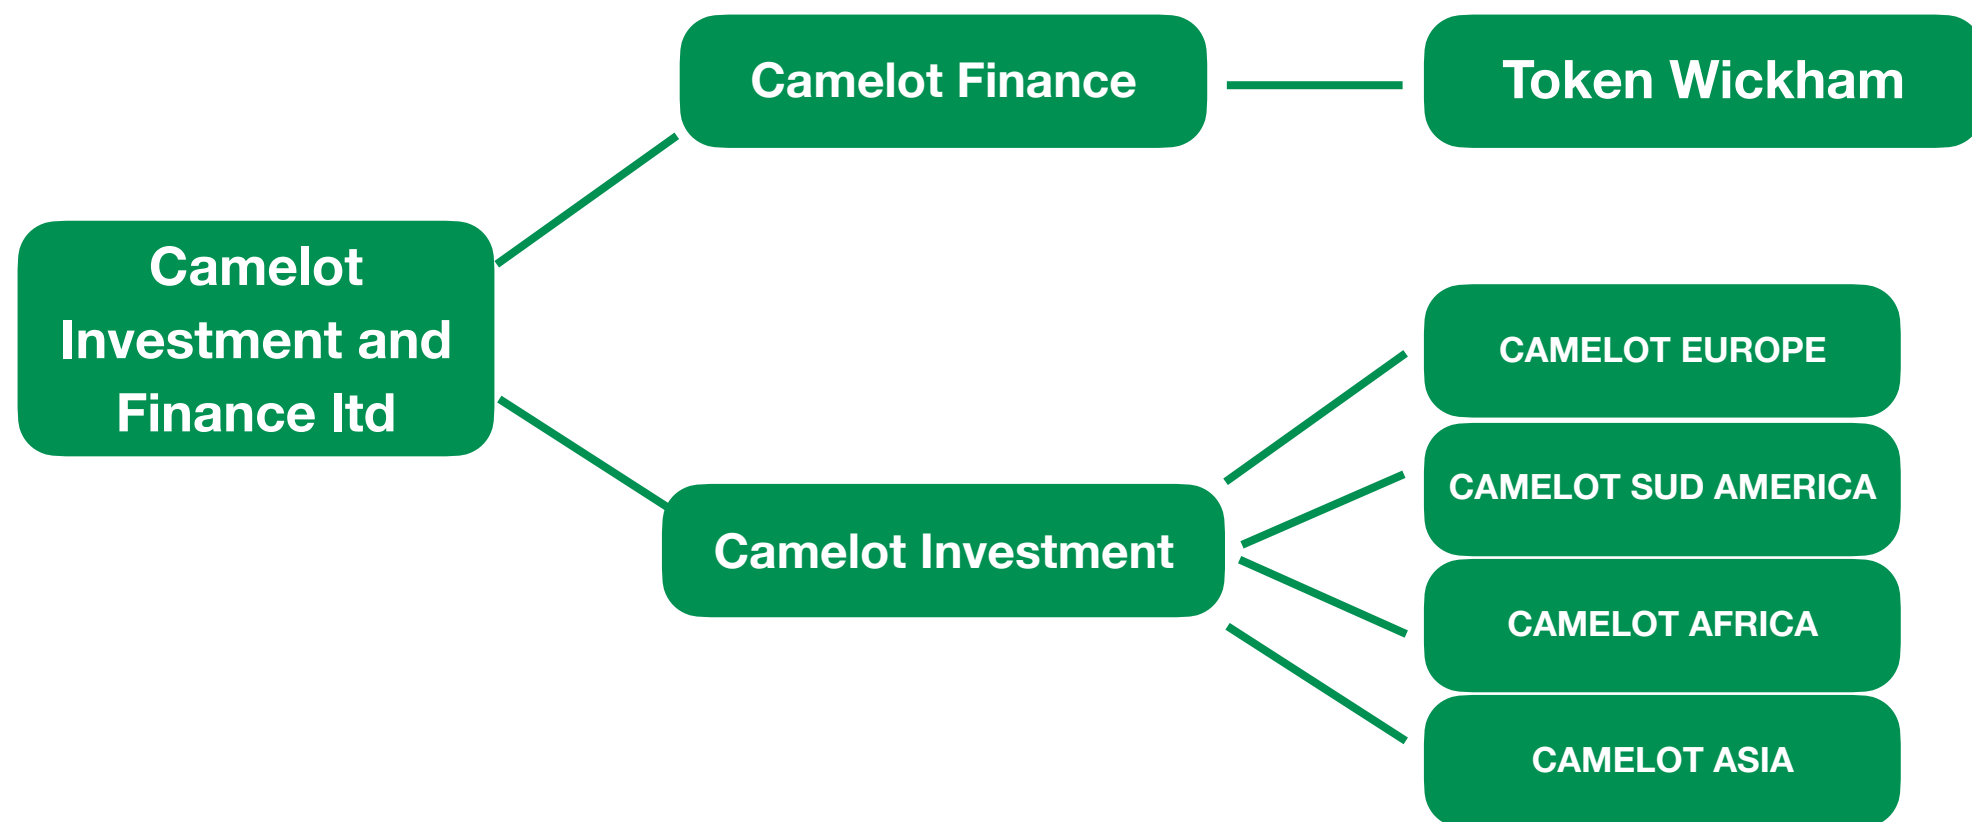 Camelot Finance
Token Wickham
Camelot
Investment and
Finance ltd
CAMELOT EUROPE
CAMELOT SUD AMERICA
Camelot Investment
CAMELOT AFRICA
CAMELOT ASIA